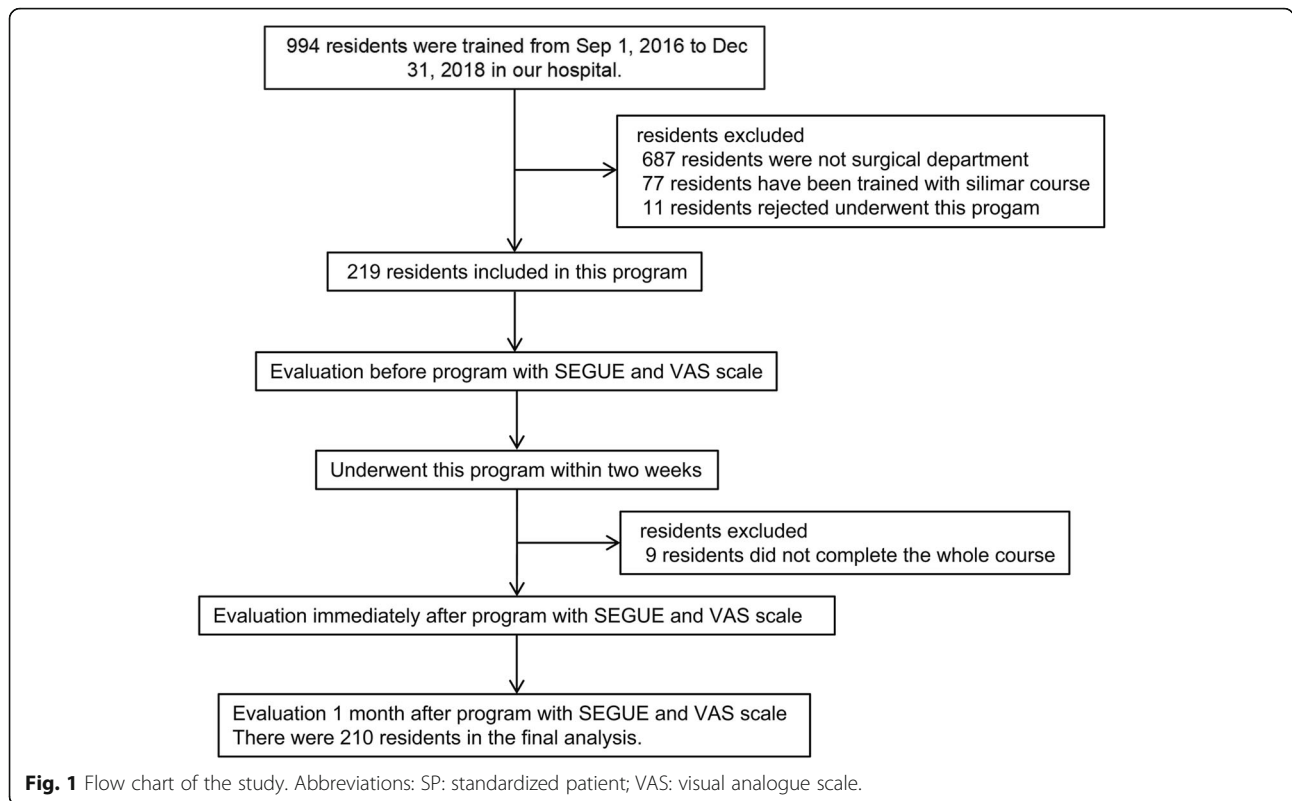 994 residents were trained from Sep 1, 2016 to Dec
31, 2018 in our hospital.
residents excluded
687 residents were not surgical department
77 residents have been trained with silimar course
11 residents rejected underwent this progam
219 residents included in this program
Evaluation before program with SEGUE and VAS scale
Underwent this program within two weeks
residents excluded
9 residents did not complete the whole course
Evaluation immediately after program with SEGUE and VAS scale
Evaluation 1 month after program with SEGUE and VAS scale
There were 210 residents in the final analysis.
Fig. 1 Flow chart of the study. Abbreviations: SP: standardized patient; VAS: visual analogue scale.